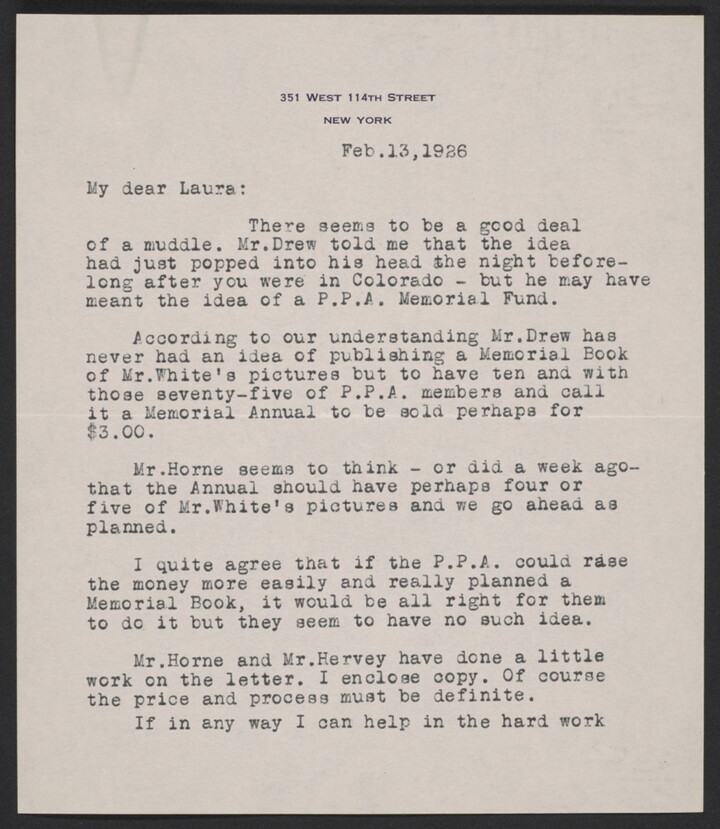 351 West 114th Street
NEW YORK
Feb.13,1926
My dear Laura:
There seems to be a good deal
of a muddle. Mr.Drew told me that the idea
had just popped into his head the night before-
long after you were in Colorado - but he may have
meant the idea of a P.P.A. Memorial Fund.
According to our understanding Mr.Drew has
never had an idea of publishing a Memorial Book
of Mr.White's pictures but to have ten and with
those seventy-five of P.P.A. members and call
it a Memorial Annual to be sold perhaps for
$3.00.
Mr.Horne seems to think - or did a week ago-
that the Annual should have perhaps four or
five of Mr.White's pictures and we go ahead as
planned.
I quite agree that if the P.P.A. could raise
the money more easily and really planned a
Memorial Book, it would be all right for them
to do it but they seem to have no such idea.
Mr.Horne and Mr.Hervey have done a little
work on the letter. I enclose copy. Of course
the price and process must be definite.
If in any way I can help in the hard work